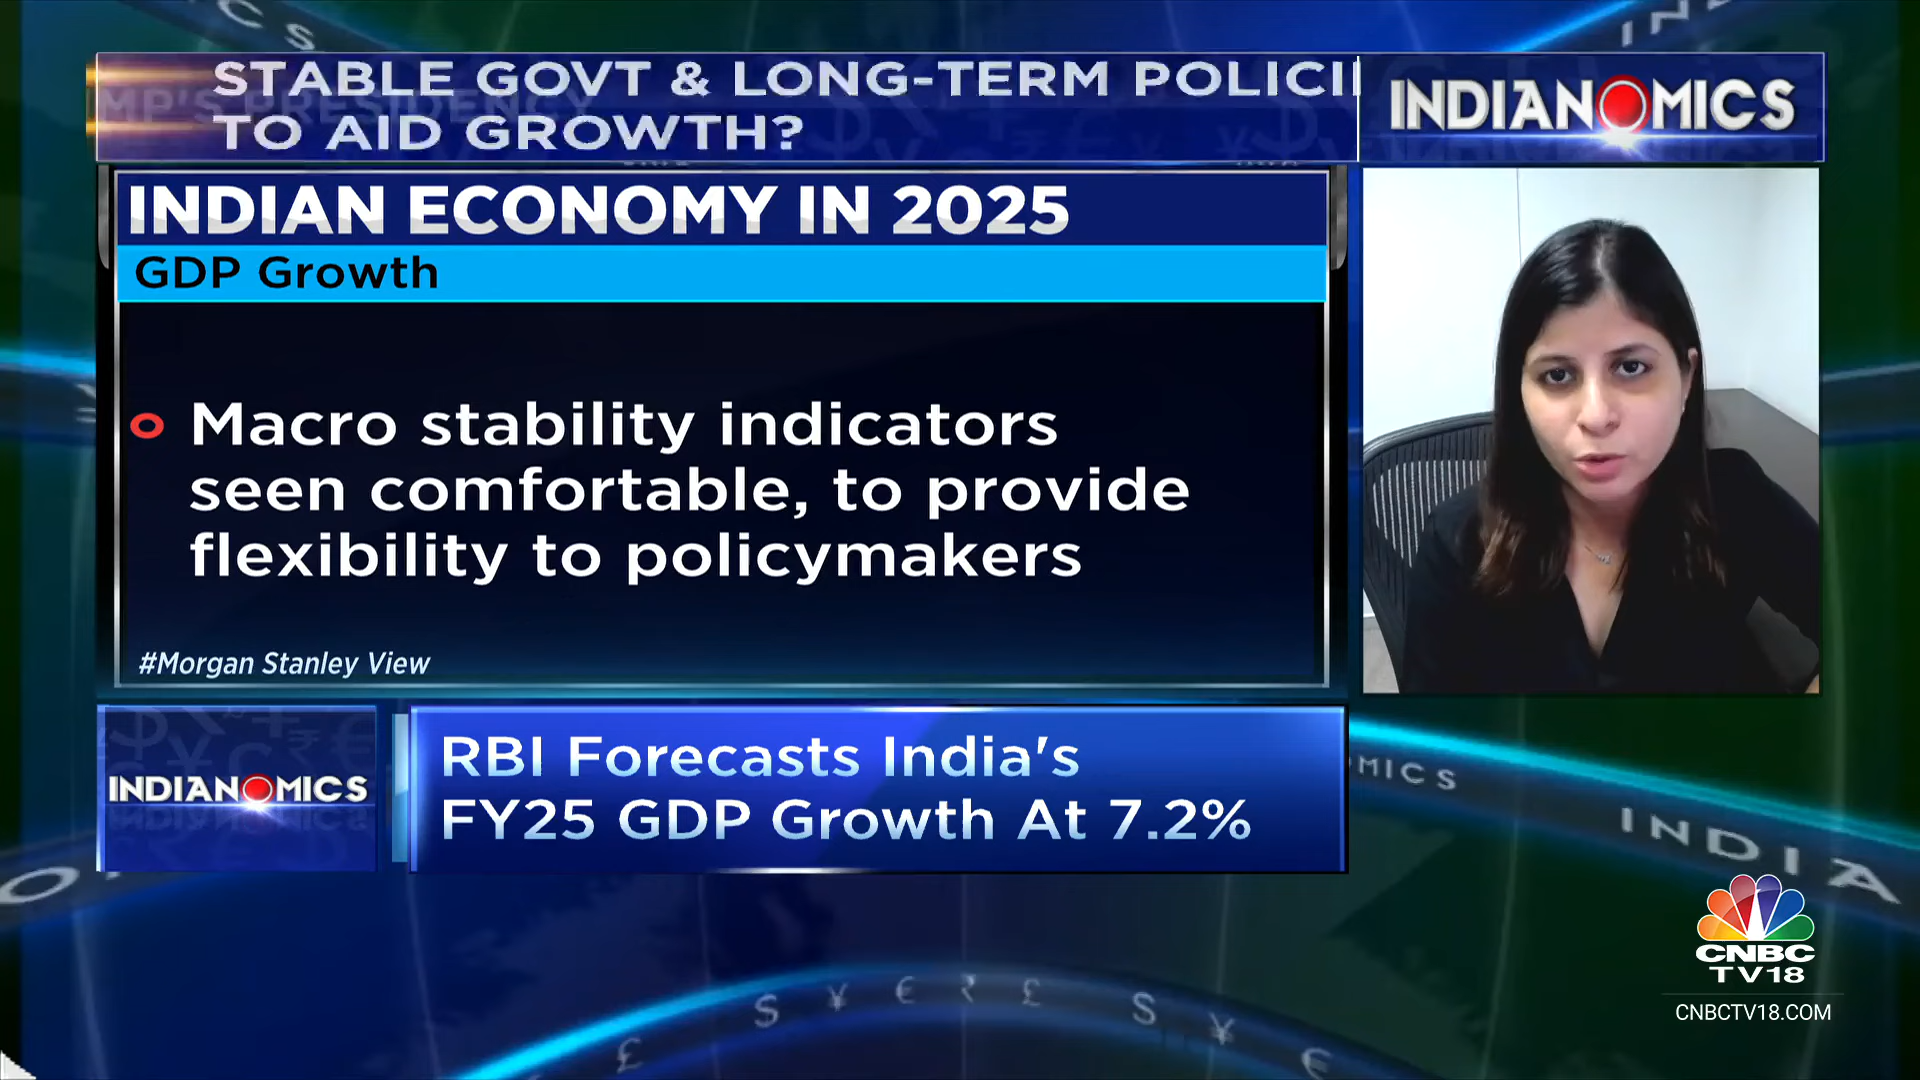 STABLE GOVT & LONG-TERM POLICI
TO AID GROWTH?
MP'S PRESIDENCY
INDIANOMICS
INDIAN ECONOMY IN 2025
GDP Growth
Macro stability indicators
seen comfortable, to provide
flexibility to policymakers
#Morgan Stanley View
INDIANOMICS
RBI Forecasts India's
FY25 GDP Growth At 7.2%
MICS
INDIA
CNBC
TV18
CNBCTV18.COM